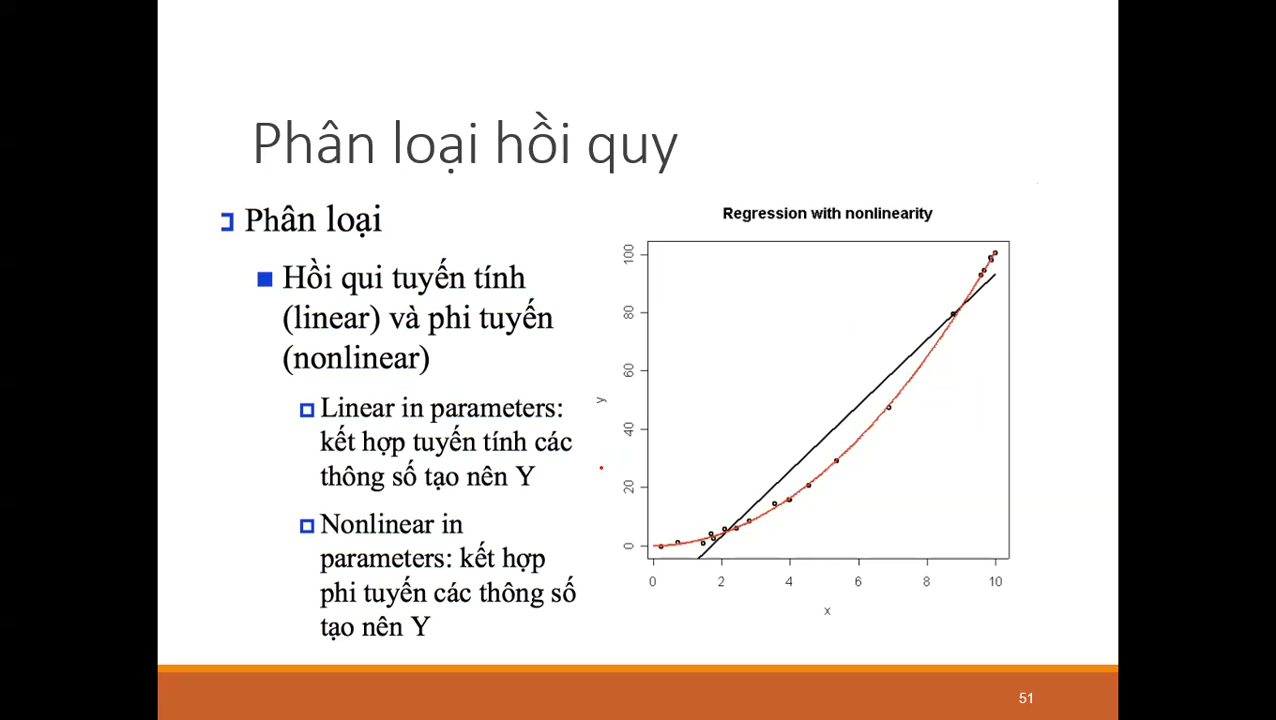 Phân loại hồi quy
Phân loại
Hồi qui tuyến tính
(linear) và phi tuyến
(nonlinear)
Linear in parameters:
kết hợp tuyến tính các
thông số tạo nên Y
Nonlinear in
parameters: kết hợp
phi tuyến các thông số
tạo nên Y
Regression with nonlinearity
100
80
60
40
20
0
y
0 2 4 6 8 10
x
51